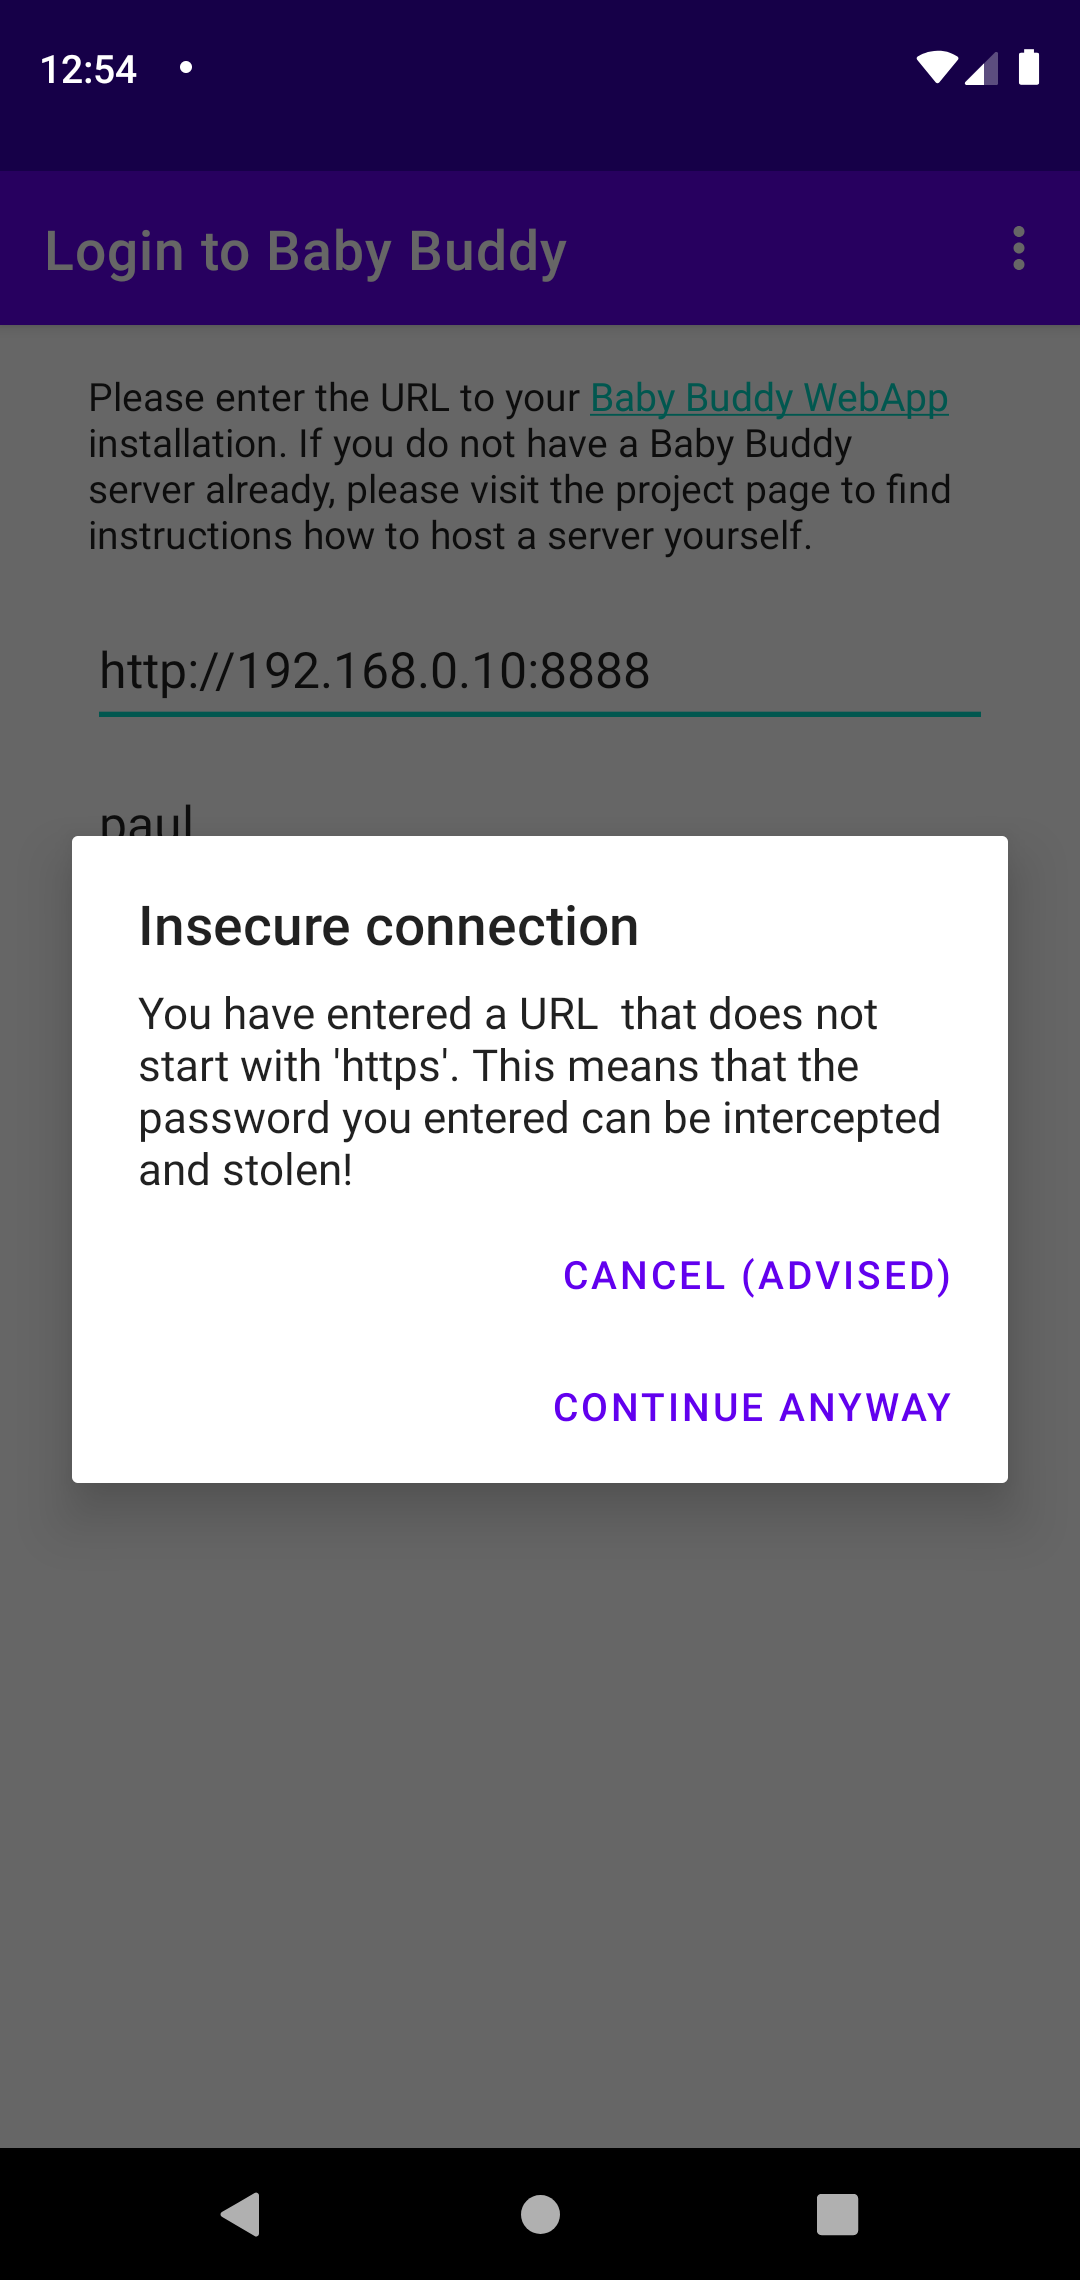 12:54
Login to Baby Buddy
Please enter the URL to your Baby Buddy WebApp
installation. If you do not have a Baby Buddy
server already, please visit the project page to find
instructions how to host a server yourself.
http://192.168.0.10:8888
paul
Insecure connection
You have entered a URL  that does not
start with 'https'. This means that the
password you entered can be intercepted
and stolen!
CANCEL (ADVISED)
CONTINUE ANYWAY